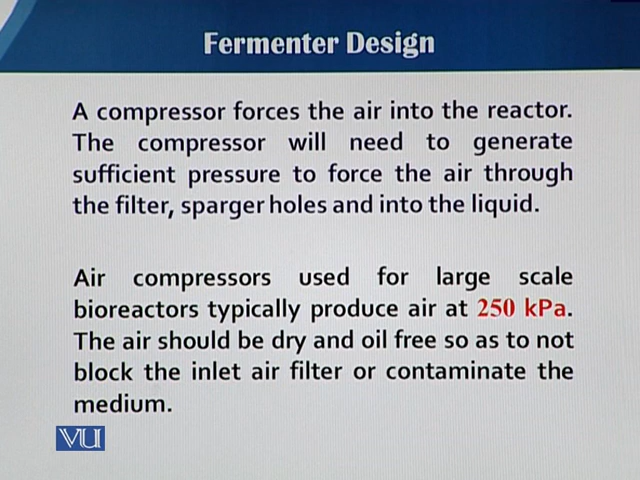 Fermenter Design
A compressor forces the air into the reactor.
The compressor will need to generate
sufficient pressure to force the air through
the filter, sparger holes and into the liquid.
Air compressors used for large scale
bioreactors typically produce air at 250 kPa.
The air should be dry and oil free so as to not
block the inlet air filter or contaminate the
medium.
VU